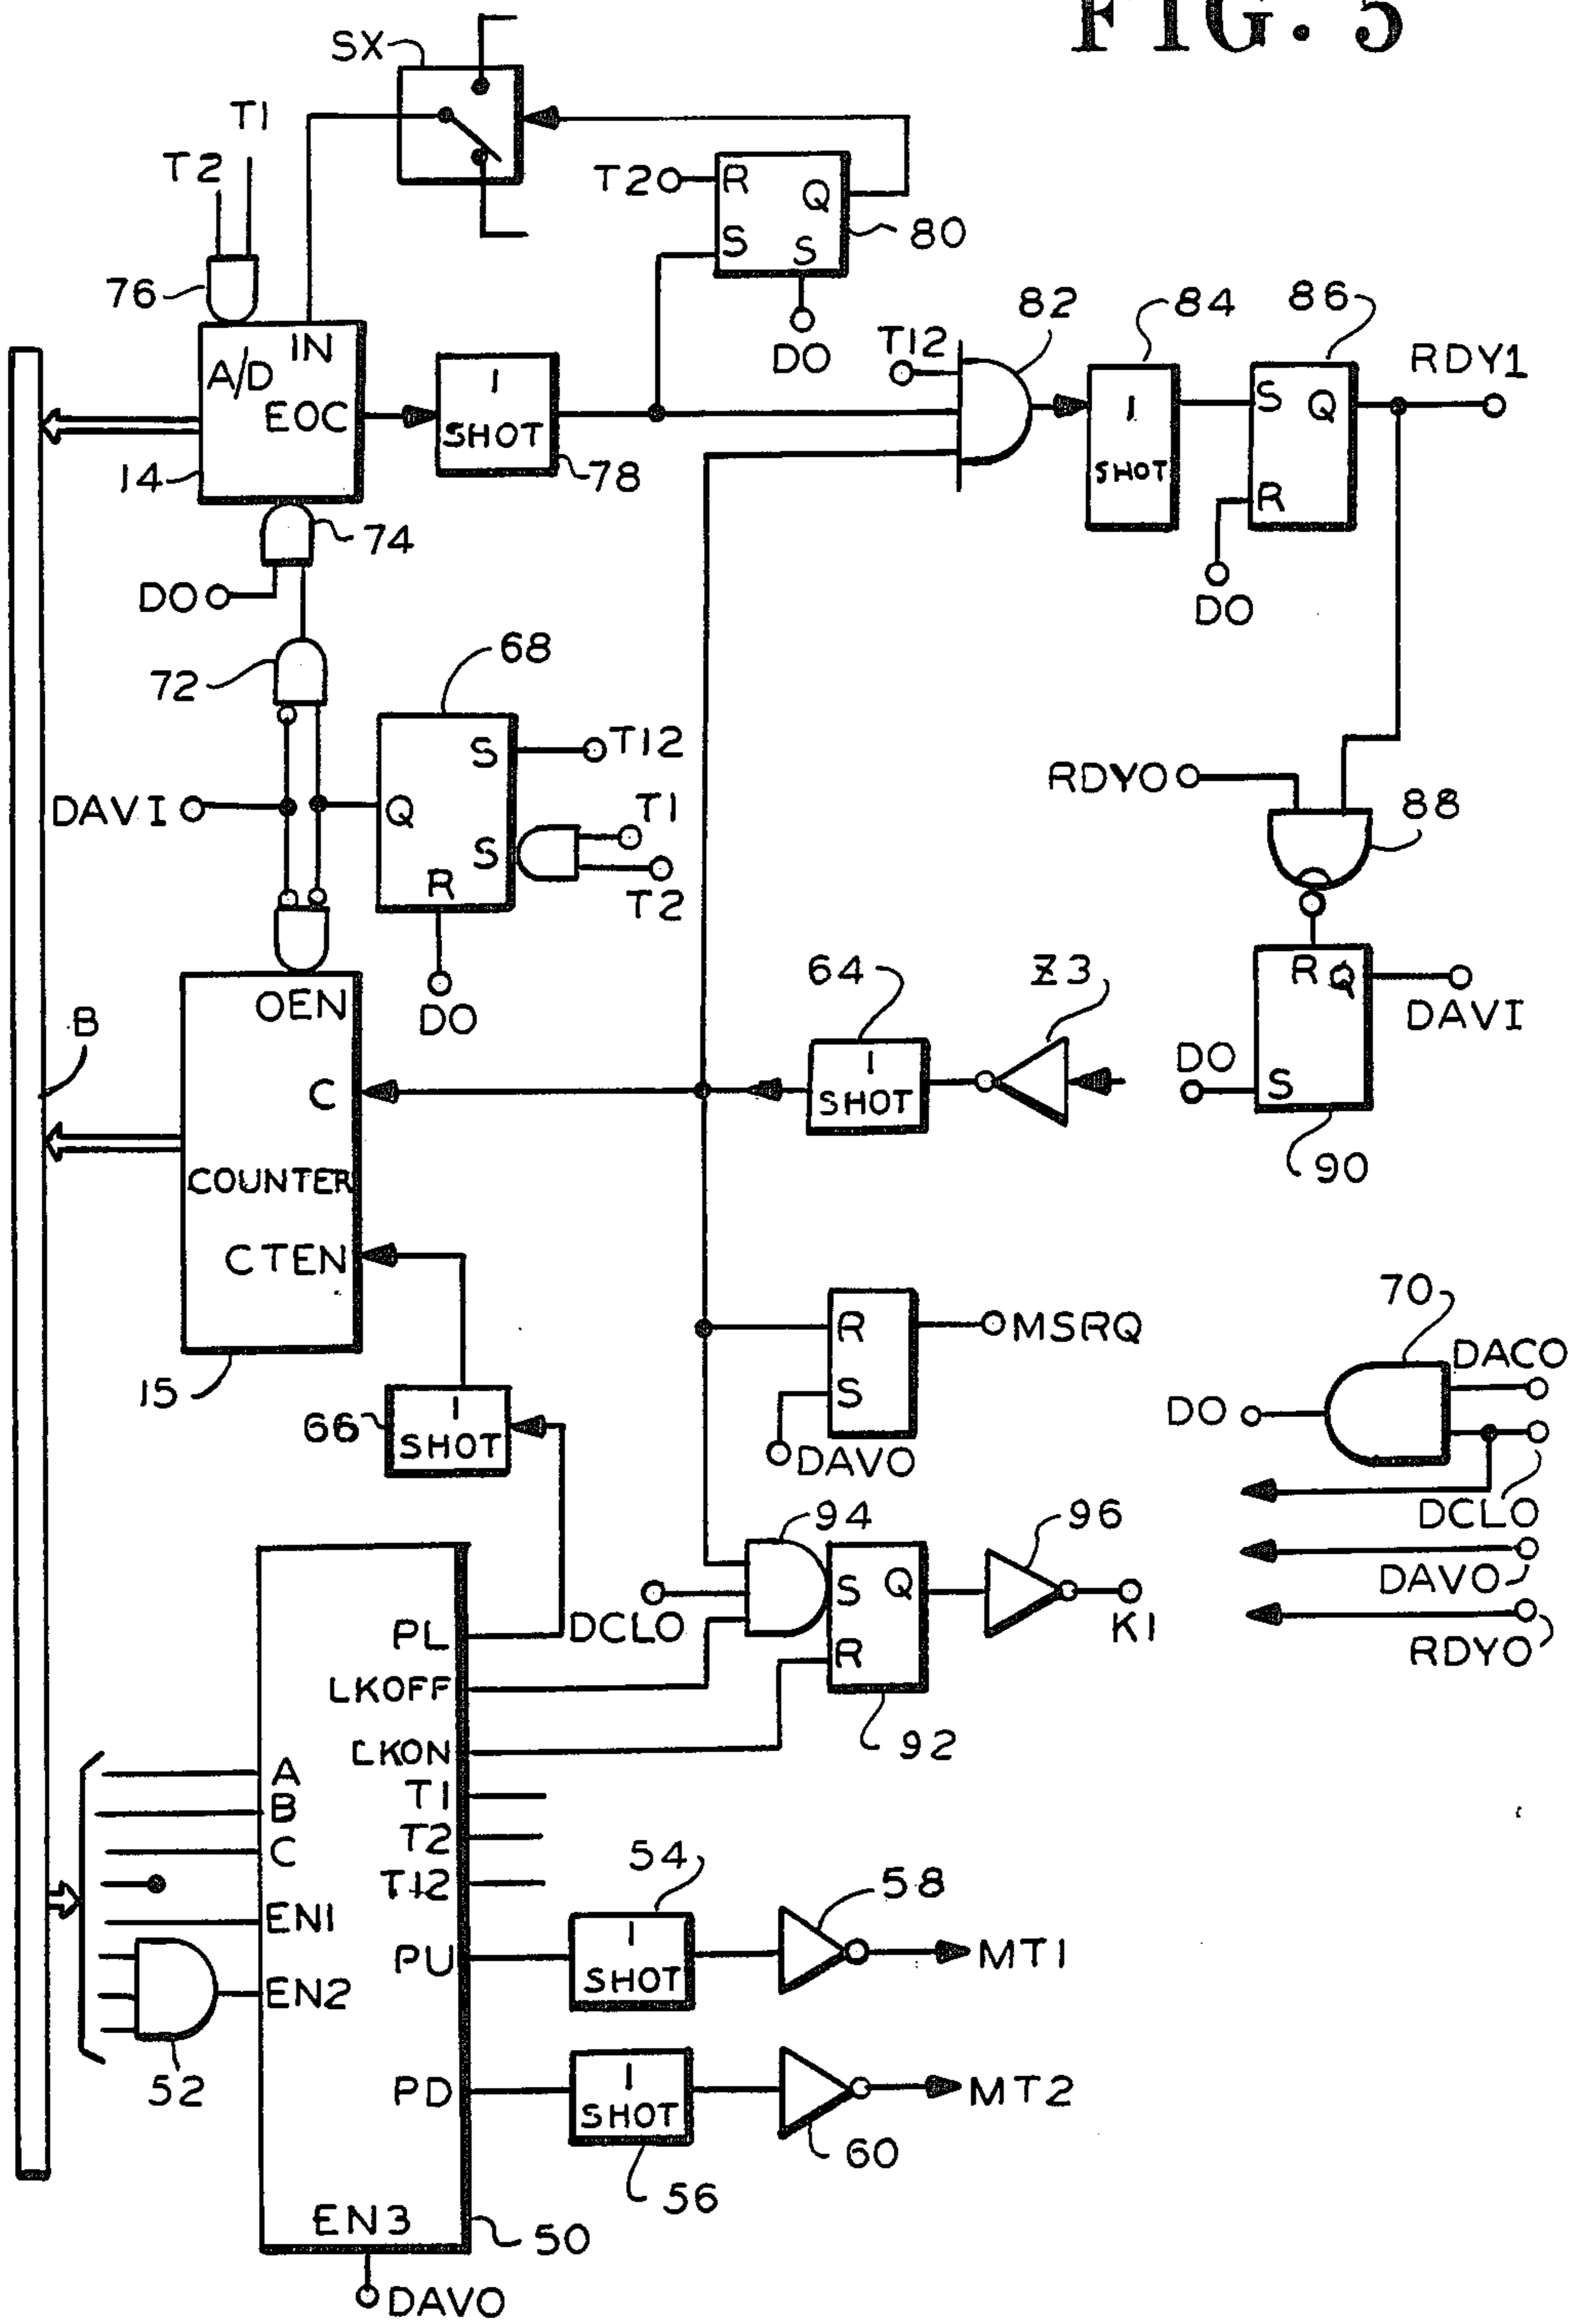 FIG. 5
SX
T1
T2
T2
R
Q
S
S
80
76
DO
IN
A/D
EOC
14
1
SHOT
78
T12
82
84
1
SHOT
86
S
Q
R
RDY1
DO
74
DO
72
68
S
T12
DAVI
Q
S
T1
R
T2
DO
RDYO
88
OEN
B
64
Z3
R
Q
DAVI
C
1
SHOT
DO
S
90
COUNTER
CTEN
15
R
MSRQ
S
DAVO
70
DACO
DO
DCLO
DAVO
RDYO
66
1
SHOT
94
96
S
Q
DCLO
R
K1
92
PL
LKOFF
LKON
A
T1
B
T2
C
T12
EN1
PU
54
1
SHOT
58
MT1
EN2
52
PD
1
SHOT
MT2
60
56
EN3
50
DAVO